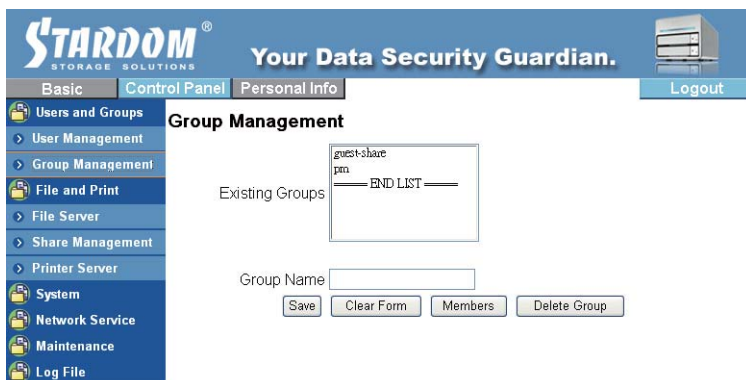 STARDOM®
STORAGE SOLUTIONS
Your Data Security Guardian.
Basic
Control Panel
Personal Info
Logout
Users and Groups
User Management
Group Management
File and Print
File Server
Share Management
Printer Server
System
Network Service
Maintenance
Log File
Group Management
Existing Groups
guest-share
pm
===== END LIST =====
Group Name
Save
Clear Form
Members
Delete Group